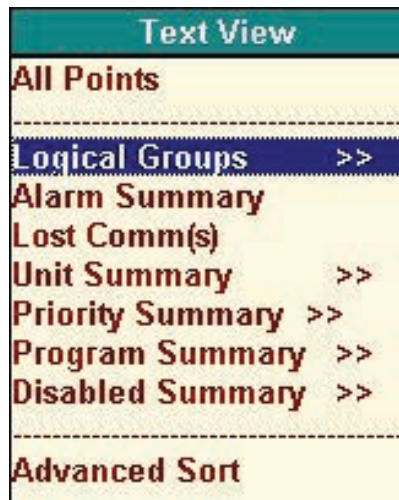 Text View
All Points
Logical Groups >>
Alarm Summary
Lost Comm(s)
Unit Summary >>
Priority Summary >>
Program Summary >>
Disabled Summary >>
Advanced Sort